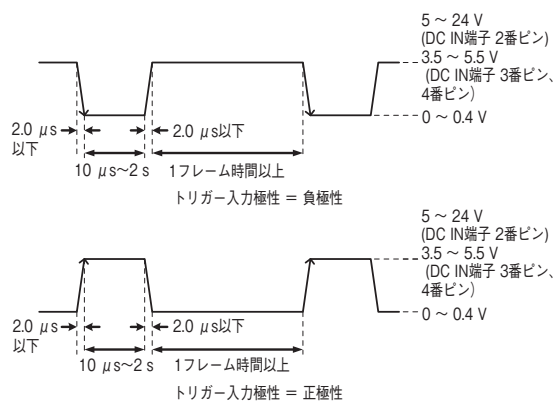 5 ~ 24 V
(DC IN端子 2番ピン)
3.5 ~ 5.5 V
(DC IN端子 3番ピン、
4番ピン)
0 ~ 0.4 V
2.0 μs
以下
2.0 μs以下
10 μs~2 s
1フレーム時間以上
トリガー入力極性 = 負極性
5 ~ 24 V
(DC IN端子 2番ピン)
3.5 ~ 5.5 V
(DC IN端子 3番ピン、
4番ピン)
0 ~ 0.4 V
2.0 μs
以下
2.0 μs以下
10 μs~2 s
1フレーム時間以上
トリガー入力極性 = 正極性